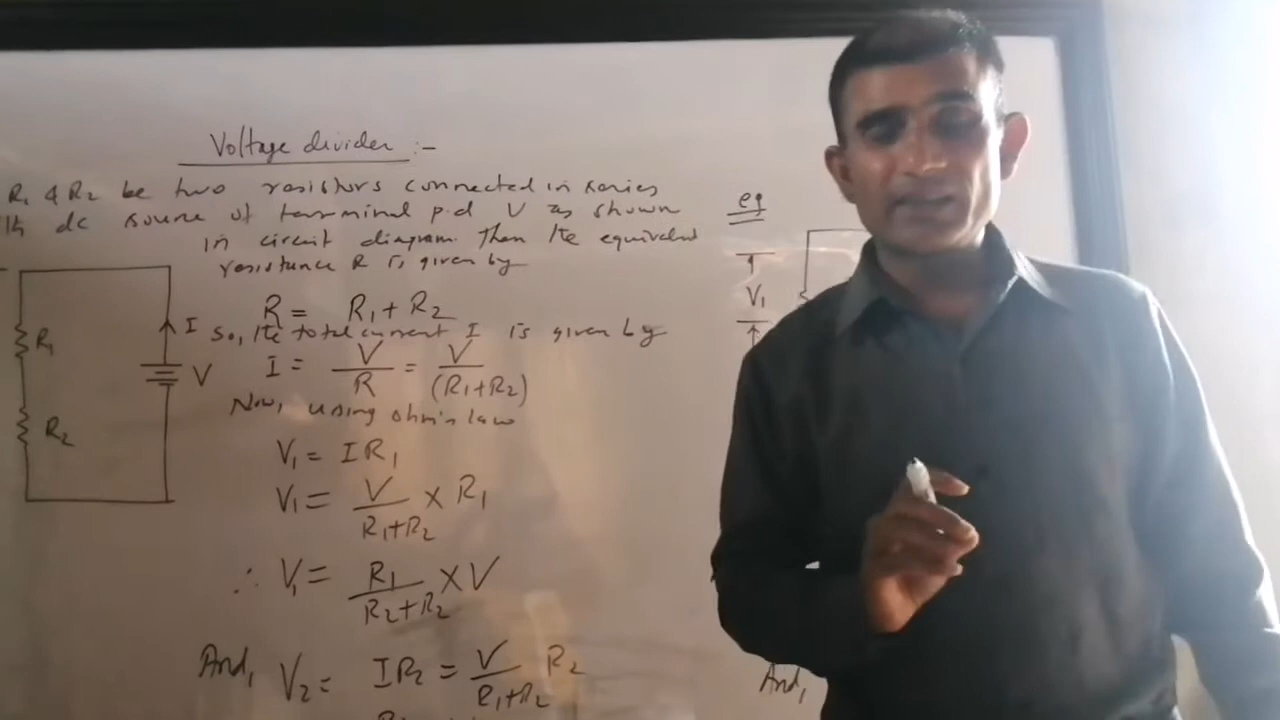 Voltage divider :-
R₁ & R₂ be two resistors connected in series
th dc source of terminal p.d V as shown
in circuit diagram. Then the equivalent
resistance R is given by
R = R₁ + R₂
So, the total current I is given by
I = V/R = V/(R₁+R₂)
Now, using ohm's law
V₁ = IR₁
V₁ = V/R₁+R₂ × R₁
∴ V₁ = R₁/R₂+R₂ × V
And, V₂ = IR₂ = V/R₁+R₂ R₂
R₁
R₂
I
V
eg
V₁
And,